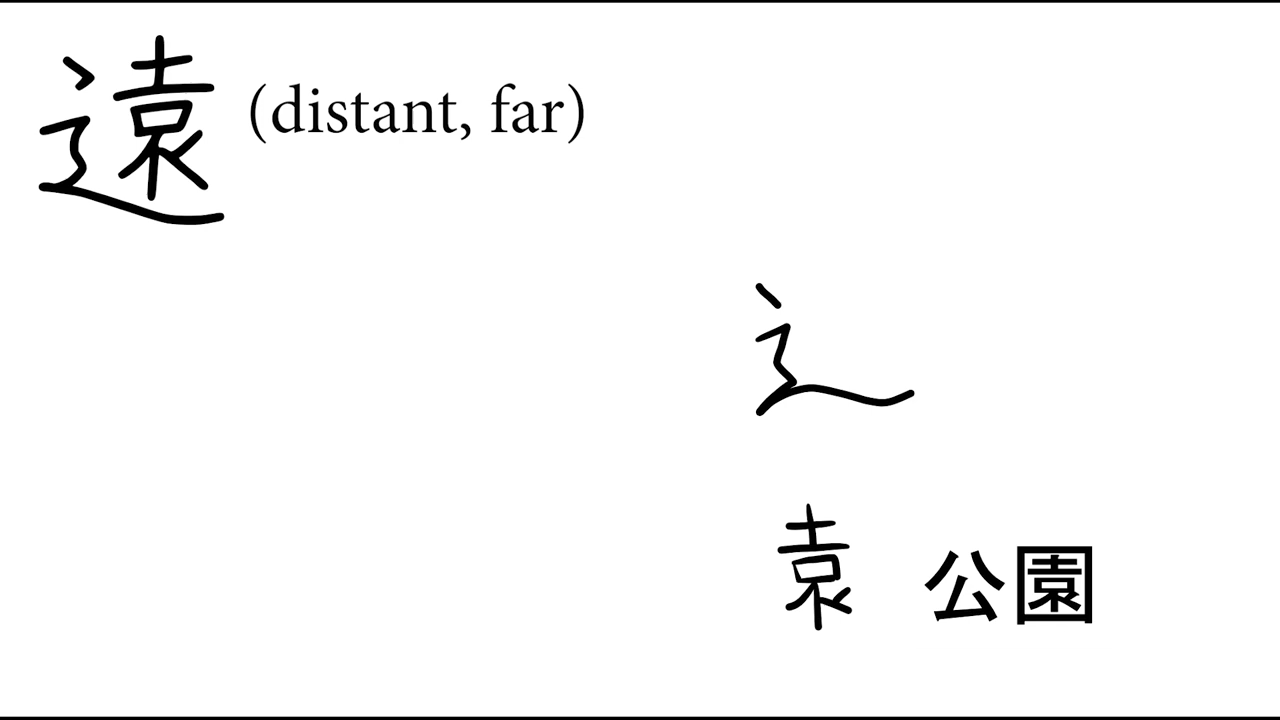 遠 (distant, far)
⻌
袁 公園